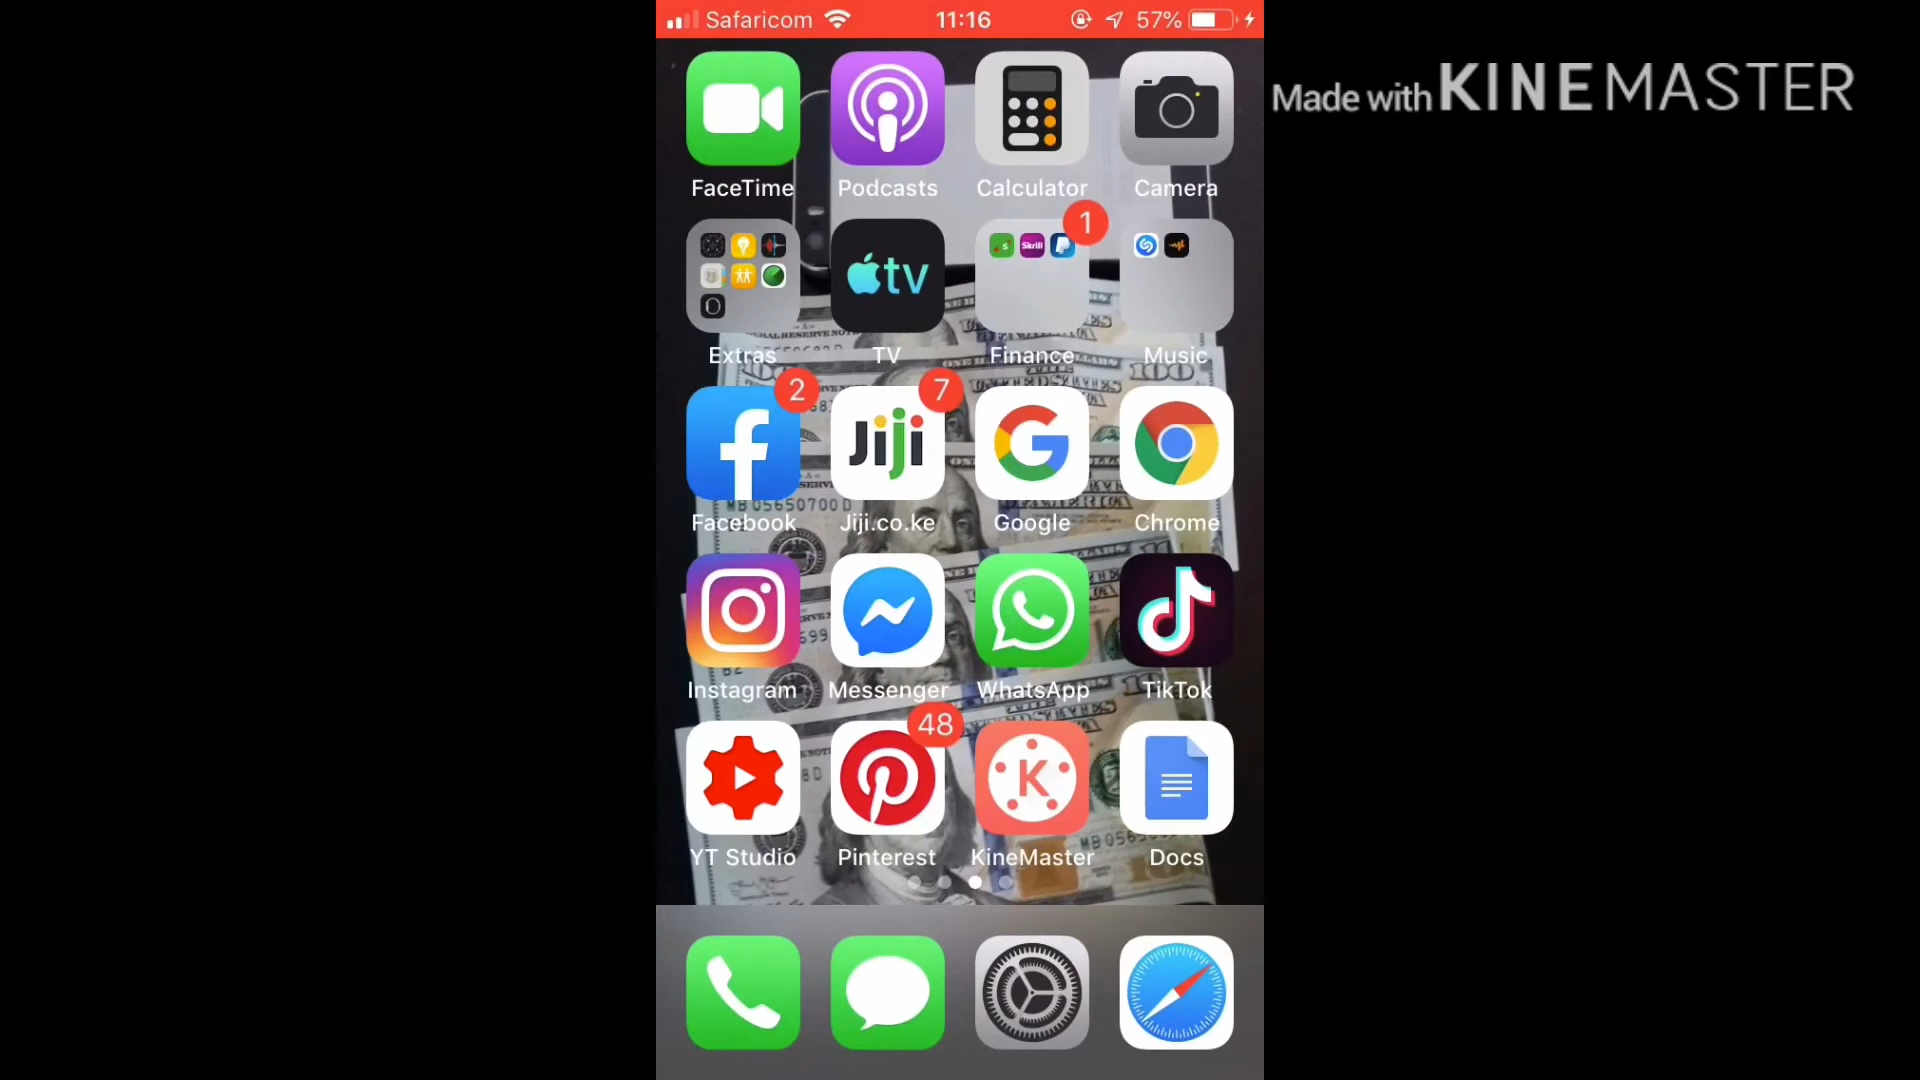 Safaricom 11:16 57%
Made with KINEMASTER
FaceTime Podcasts Calculator Camera
1
tv Skrill
Extras TV Finance Music
2 7
Jiji
Facebook Jiji.co.ke Google Chrome
Instagram Messenger WhatsApp TikTok
48
K
YT Studio Pinterest KineMaster Docs